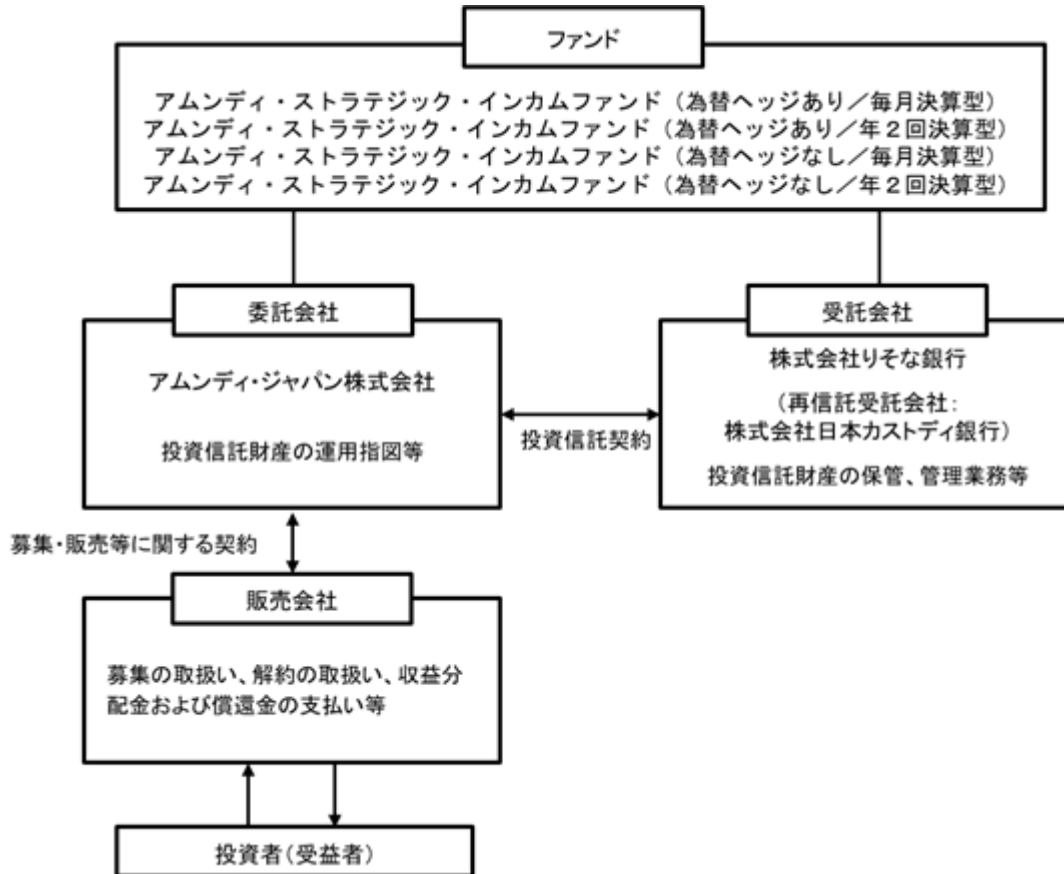 ファンド
アムンディ・ストラテジック・インカムファンド（為替ヘッジあり／毎月決算型）
アムンディ・ストラテジック・インカムファンド（為替ヘッジあり／年２回決算型）
アムンディ・ストラテジック・インカムファンド（為替ヘッジなし／毎月決算型）
アムンディ・ストラテジック・インカムファンド（為替ヘッジなし／年２回決算型）
委託会社
アムンディ・ジャパン株式会社
投資信託財産の運用指図等
投資信託契約
受託会社
株式会社りそな銀行
（再信託受託会社：
株式会社日本カストディ銀行）
投資信託財産の保管、管理業務等
募集・販売等に関する契約
販売会社
募集の取扱い、解約の取扱い、収益分
配金および償還金の支払い等
投資者（受益者）